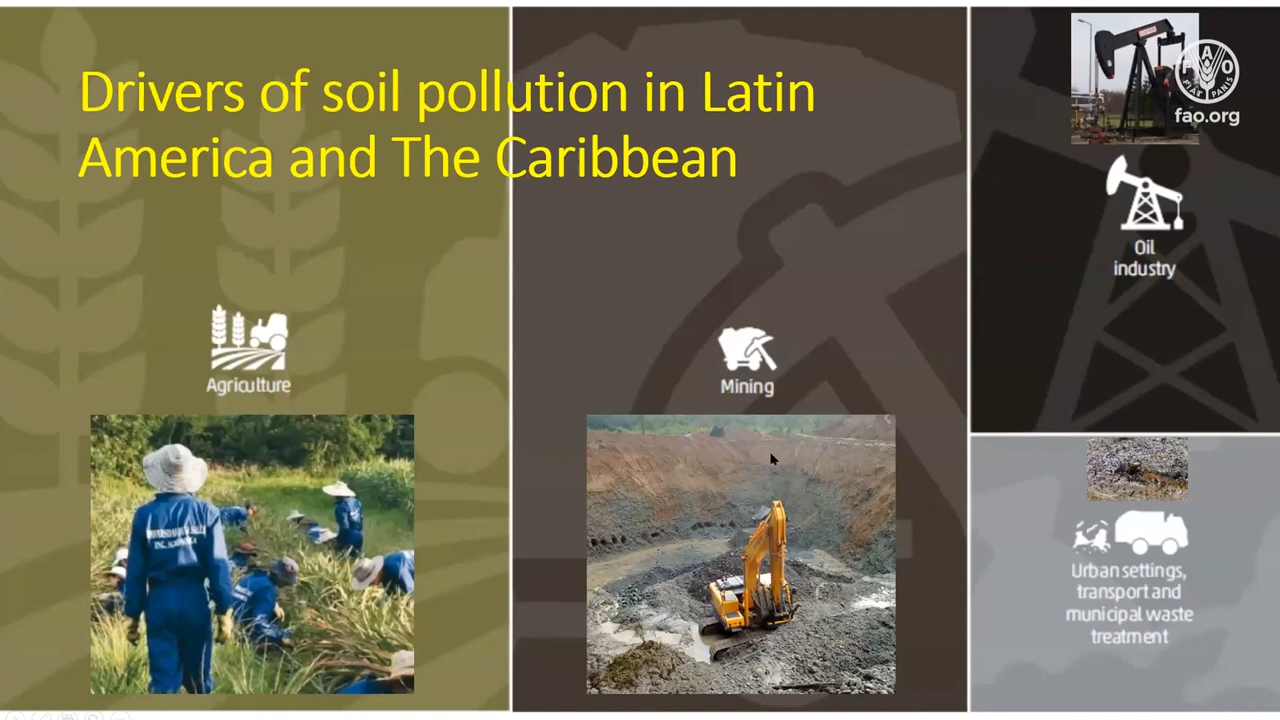 Drivers of soil pollution in Latin
America and The Caribbean
FAO
FIAT PANIS
fao.org
Oil
industry
Agriculture
Mining
Urban settings,
transport and
municipal waste
treatment